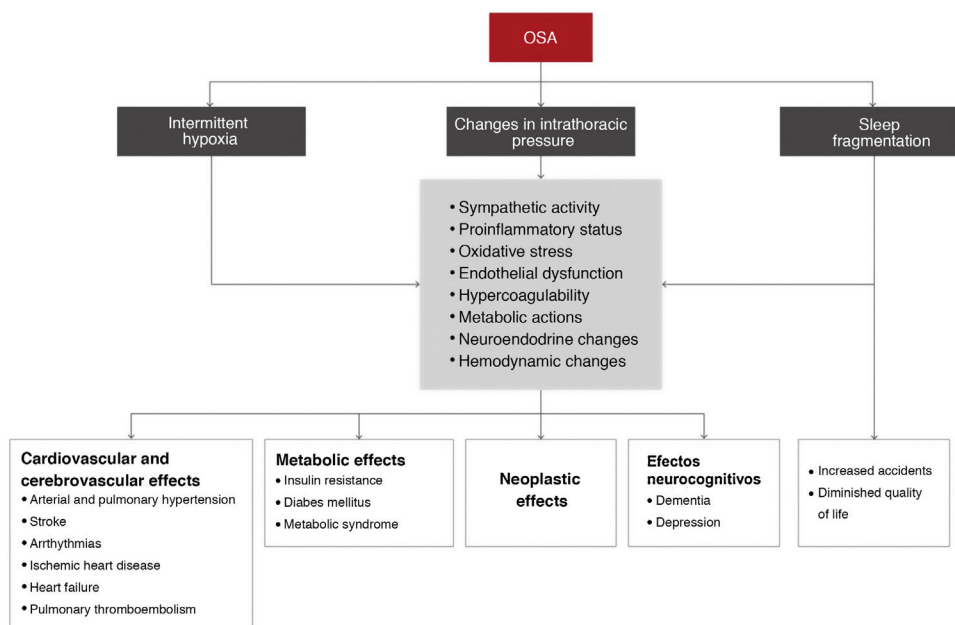 OSA
Intermittent
hypoxia
Changes in intrathoracic
pressure
Sleep
fragmentation
• Sympathetic activity
• Proinflammatory status
• Oxidative stress
• Endothelial dysfunction
• Hypercoagulability
• Metabolic actions
• Neuroendodrine changes
• Hemodynamic changes
Cardiovascular and
cerebrovascular effects
• Arterial and pulmonary hypertension
• Stroke
• Arrthythmias
• Ischemic heart disease
• Heart failure
• Pulmonary thromboembolism
Metabolic effects
• Insulin resistance
• Diabes mellitus
• Metabolic syndrome
Neoplastic
effects
Efectos
neurocognitivos
• Dementia
• Depression
• Increased accidents
• Diminished quality
of life